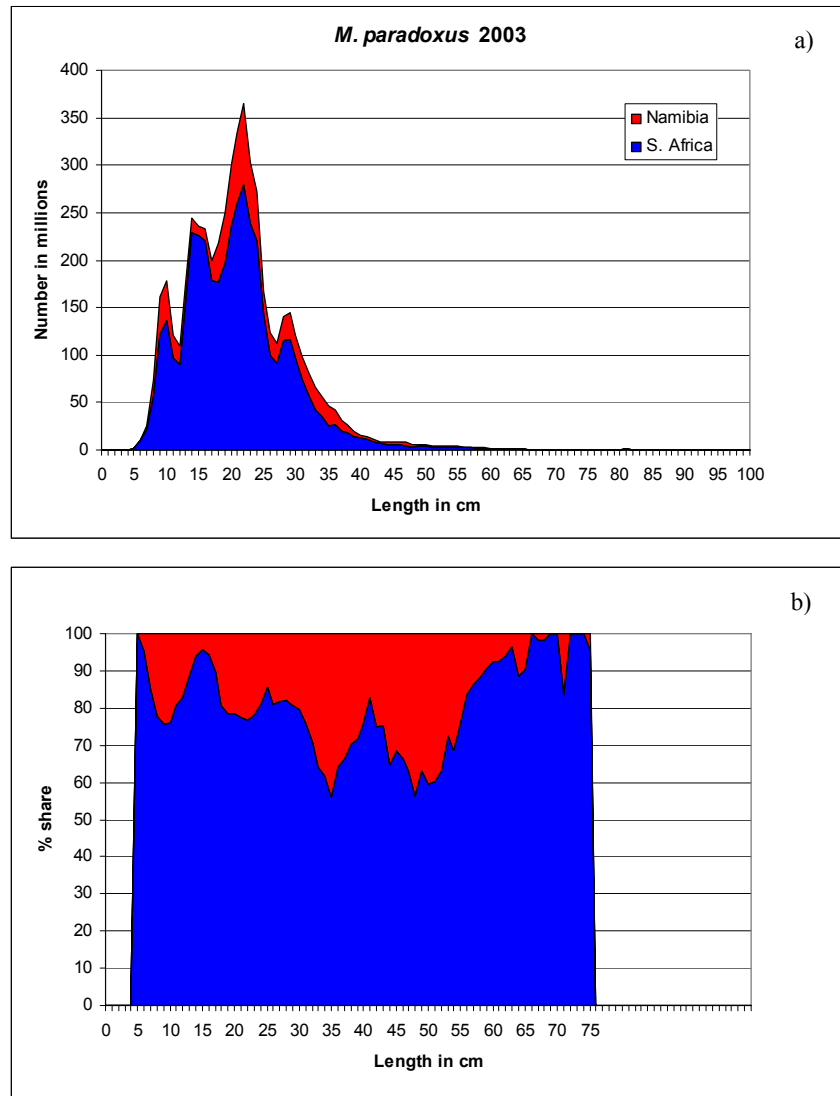 M. paradoxus 2003
a)
400
350
300
250
200
150
100
50
0
Number in millions
Namibia
S. Africa
0 5 10 15 20 25 30 35 40 45 50 55 60 65 70 75 80 85 90 95 100
Length in cm
b)
100
90
80
70
60
50
40
30
20
10
0
% share
0 5 10 15 20 25 30 35 40 45 50 55 60 65 70 75
Length in cm